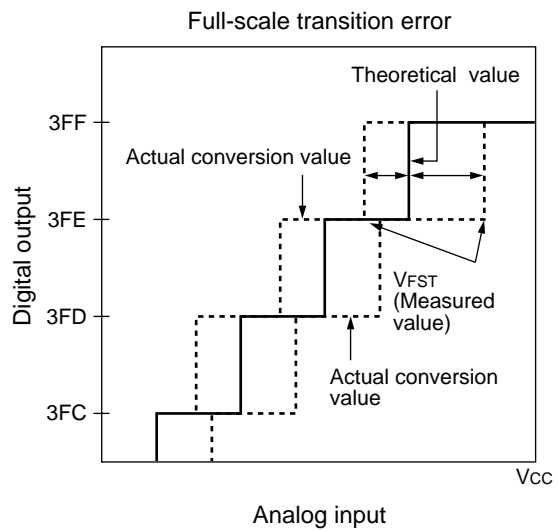 Full-scale transition error
Theoretical value
3FF
Actual conversion value
3FE
Digital output
VFST
(Measured
value)
3FD
Actual conversion
value
3FC
VCC
Analog input